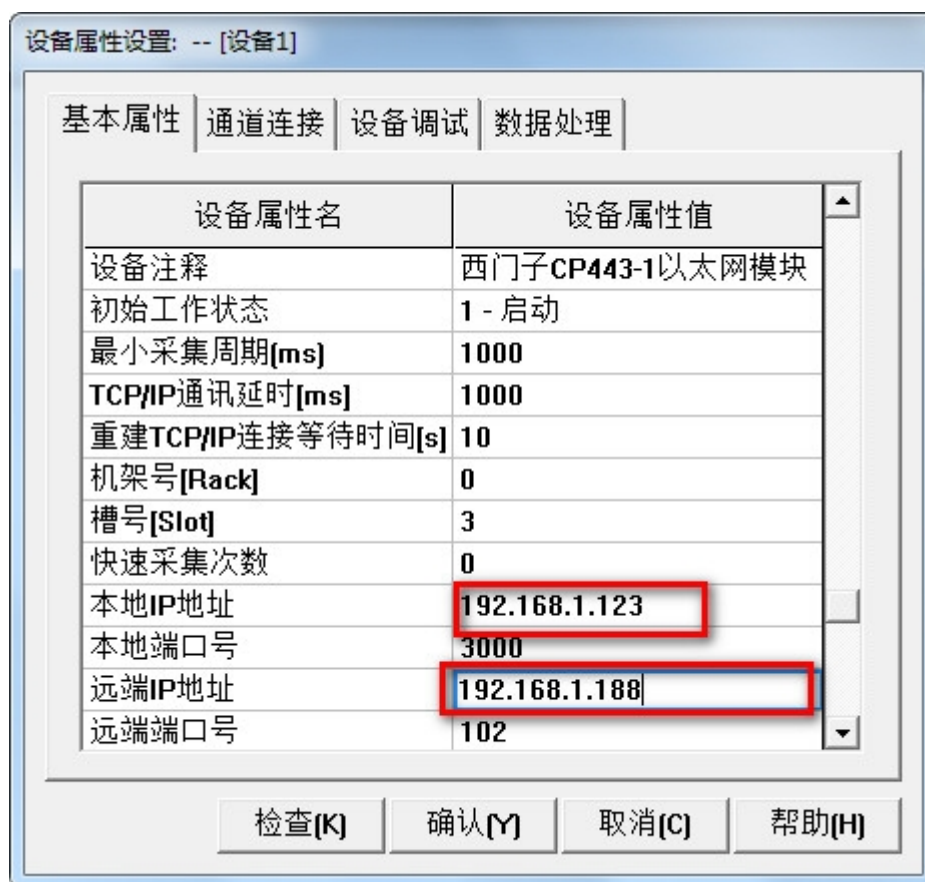 设备属性设置: -- [设备1]
基本属性 通道连接 设备调试 数据处理
设备属性名 设备属性值
设备注释 西门子CP443-1以太网模块
初始工作状态 1 - 启动
最小采集周期[ms] 1000
TCP/IP通讯延时[ms] 1000
重建TCP/IP连接等待时间[s] 10
机架号[Rack] 0
槽号[Slot] 3
快速采集次数 0
本地IP地址 192.168.1.123
本地端口号 3000
远端IP地址 192.168.1.188
远端端口号 102
检查[K] 确认[Y] 取消[C] 帮助[H]